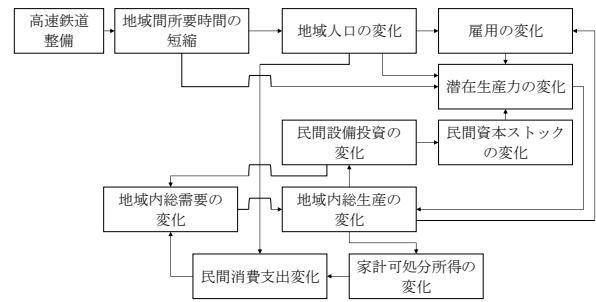 高速鉄道
整備
地域間所要時間の
短縮
地域人口の変化
雇用の変化
潜在生産力の変化
民間設備投資の
変化
民間資本ストック
の変化
地域内総需要の
変化
地域内総生産の
変化
民間消費支出変化
家計可処分所得の
変化